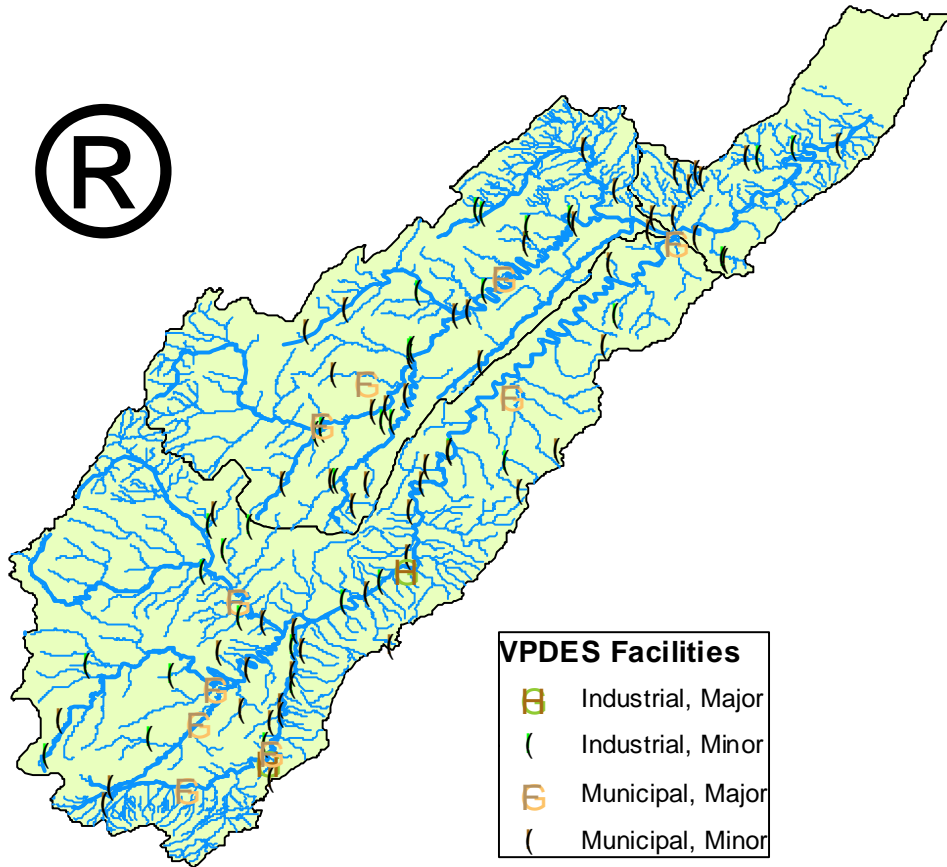 ®
VPDES Facilities
Industrial, Major
Industrial, Minor
Municipal, Major
Municipal, Minor